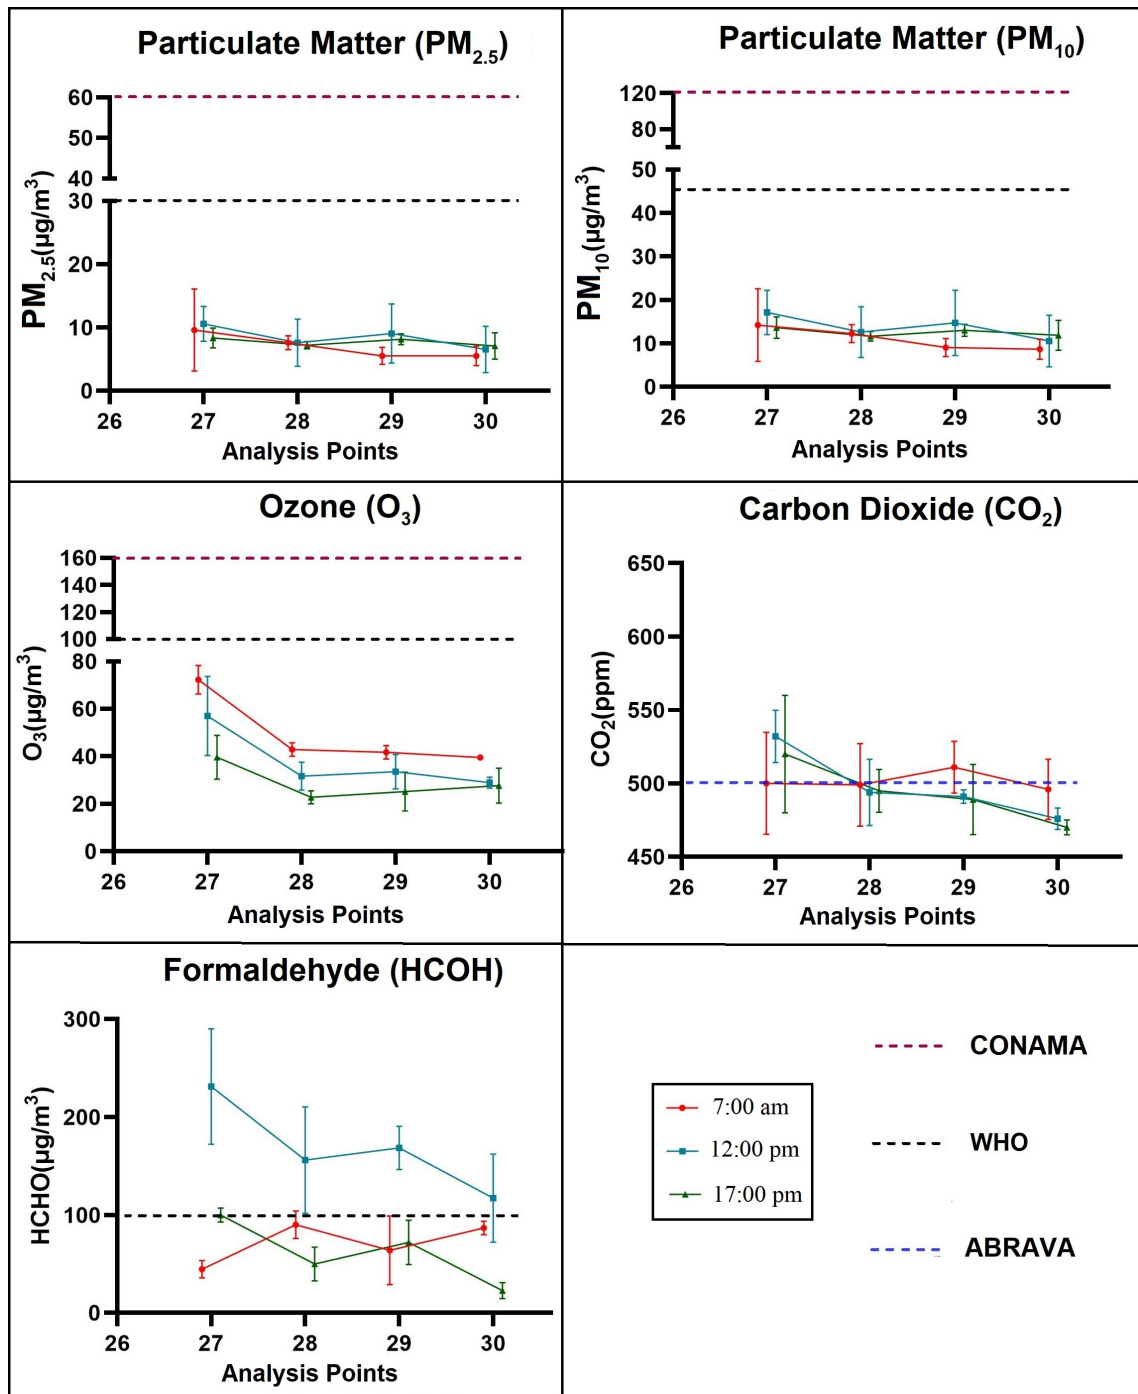 Particulate Matter (PM2.5)
60
50
40
30
20
10
0
PM2.5(µg/m3)
26 27 28 29 30
Analysis Points
Particulate Matter (PM10)
120
80
50
40
30
20
10
0
PM10(µg/m3)
26 27 28 29 30
Analysis Points
Ozone (O3)
160
140
120
100
80
60
40
20
0
O3(µg/m3)
26 27 28 29 30
Analysis Points
Carbon Dioxide (CO2)
650
600
550
500
450
CO2(ppm)
26 27 28 29 30
Analysis Points
Formaldehyde (HCOH)
300
200
100
0
HCHO(µg/m3)
26 27 28 29 30
Analysis Points
7:00 am
12:00 pm
17:00 pm
CONAMA
WHO
ABRAVA